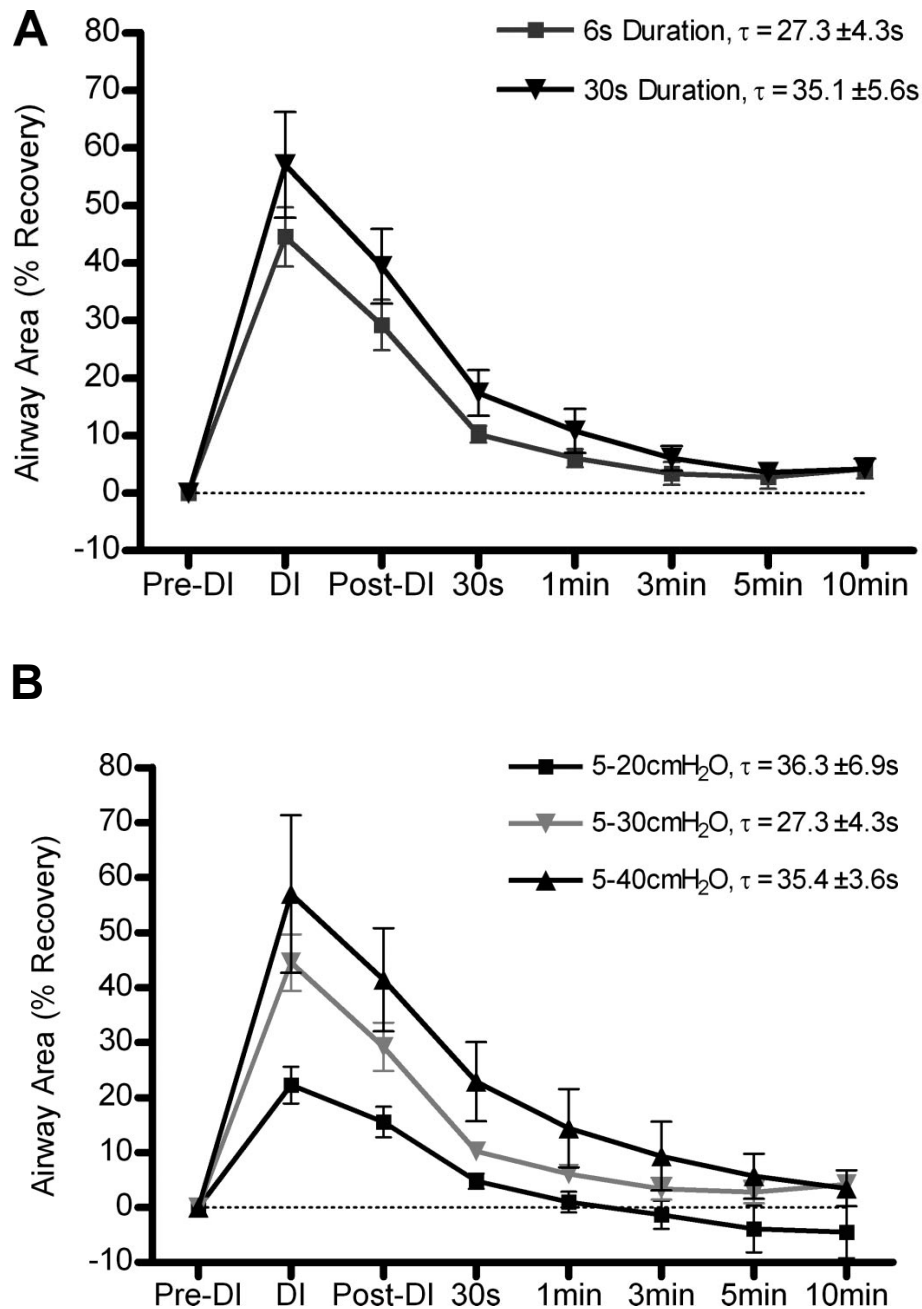 A
6s Duration, τ = 27.3 ±4.3s
30s Duration, τ = 35.1 ±5.6s
Airway Area (% Recovery)
80
70
60
50
40
30
20
10
0
-10
Pre-DI DI Post-DI 30s 1min 3min 5min 10min
B
5-20cmH₂O, τ = 36.3 ±6.9s
5-30cmH₂O, τ = 27.3 ±4.3s
5-40cmH₂O, τ = 35.4 ±3.6s
Airway Area (% Recovery)
80
70
60
50
40
30
20
10
0
-10
Pre-DI DI Post-DI 30s 1min 3min 5min 10min